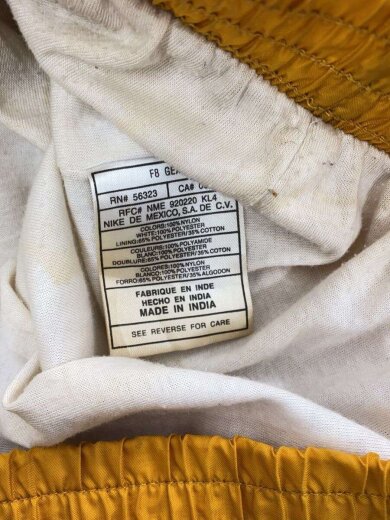 F8
RN# 56323 CA#
RFC# NME 920220 KL4
NIKE DE MEXICO, S.A. DE C.V.
COLORS:100%NYLON
WHITE:100%POLYESTER
LINING:65%POLYESTER/35%COTTON
COULEURS:100%POLYAMIDE
BLANC:100%POLYESTER
DOUBLURE:65%POLYESTER/35%COTON
COLORES:100%NYLON
BLANCO:100%POLYESTER
FORRO:65%POLYESTER/35%ALGODON
FABRIQUE EN INDE
HECHO EN INDIA
MADE IN INDIA
SEE REVERSE FOR CARE